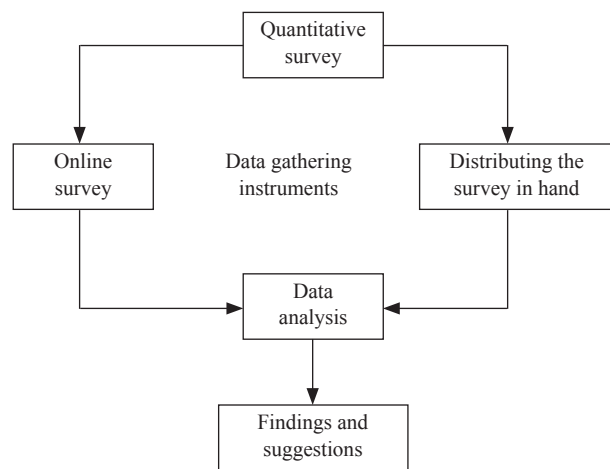 Quantitative
survey
Online
survey
Data gathering
instruments
Distributing the
survey in hand
Data
analysis
Findings and
suggestions